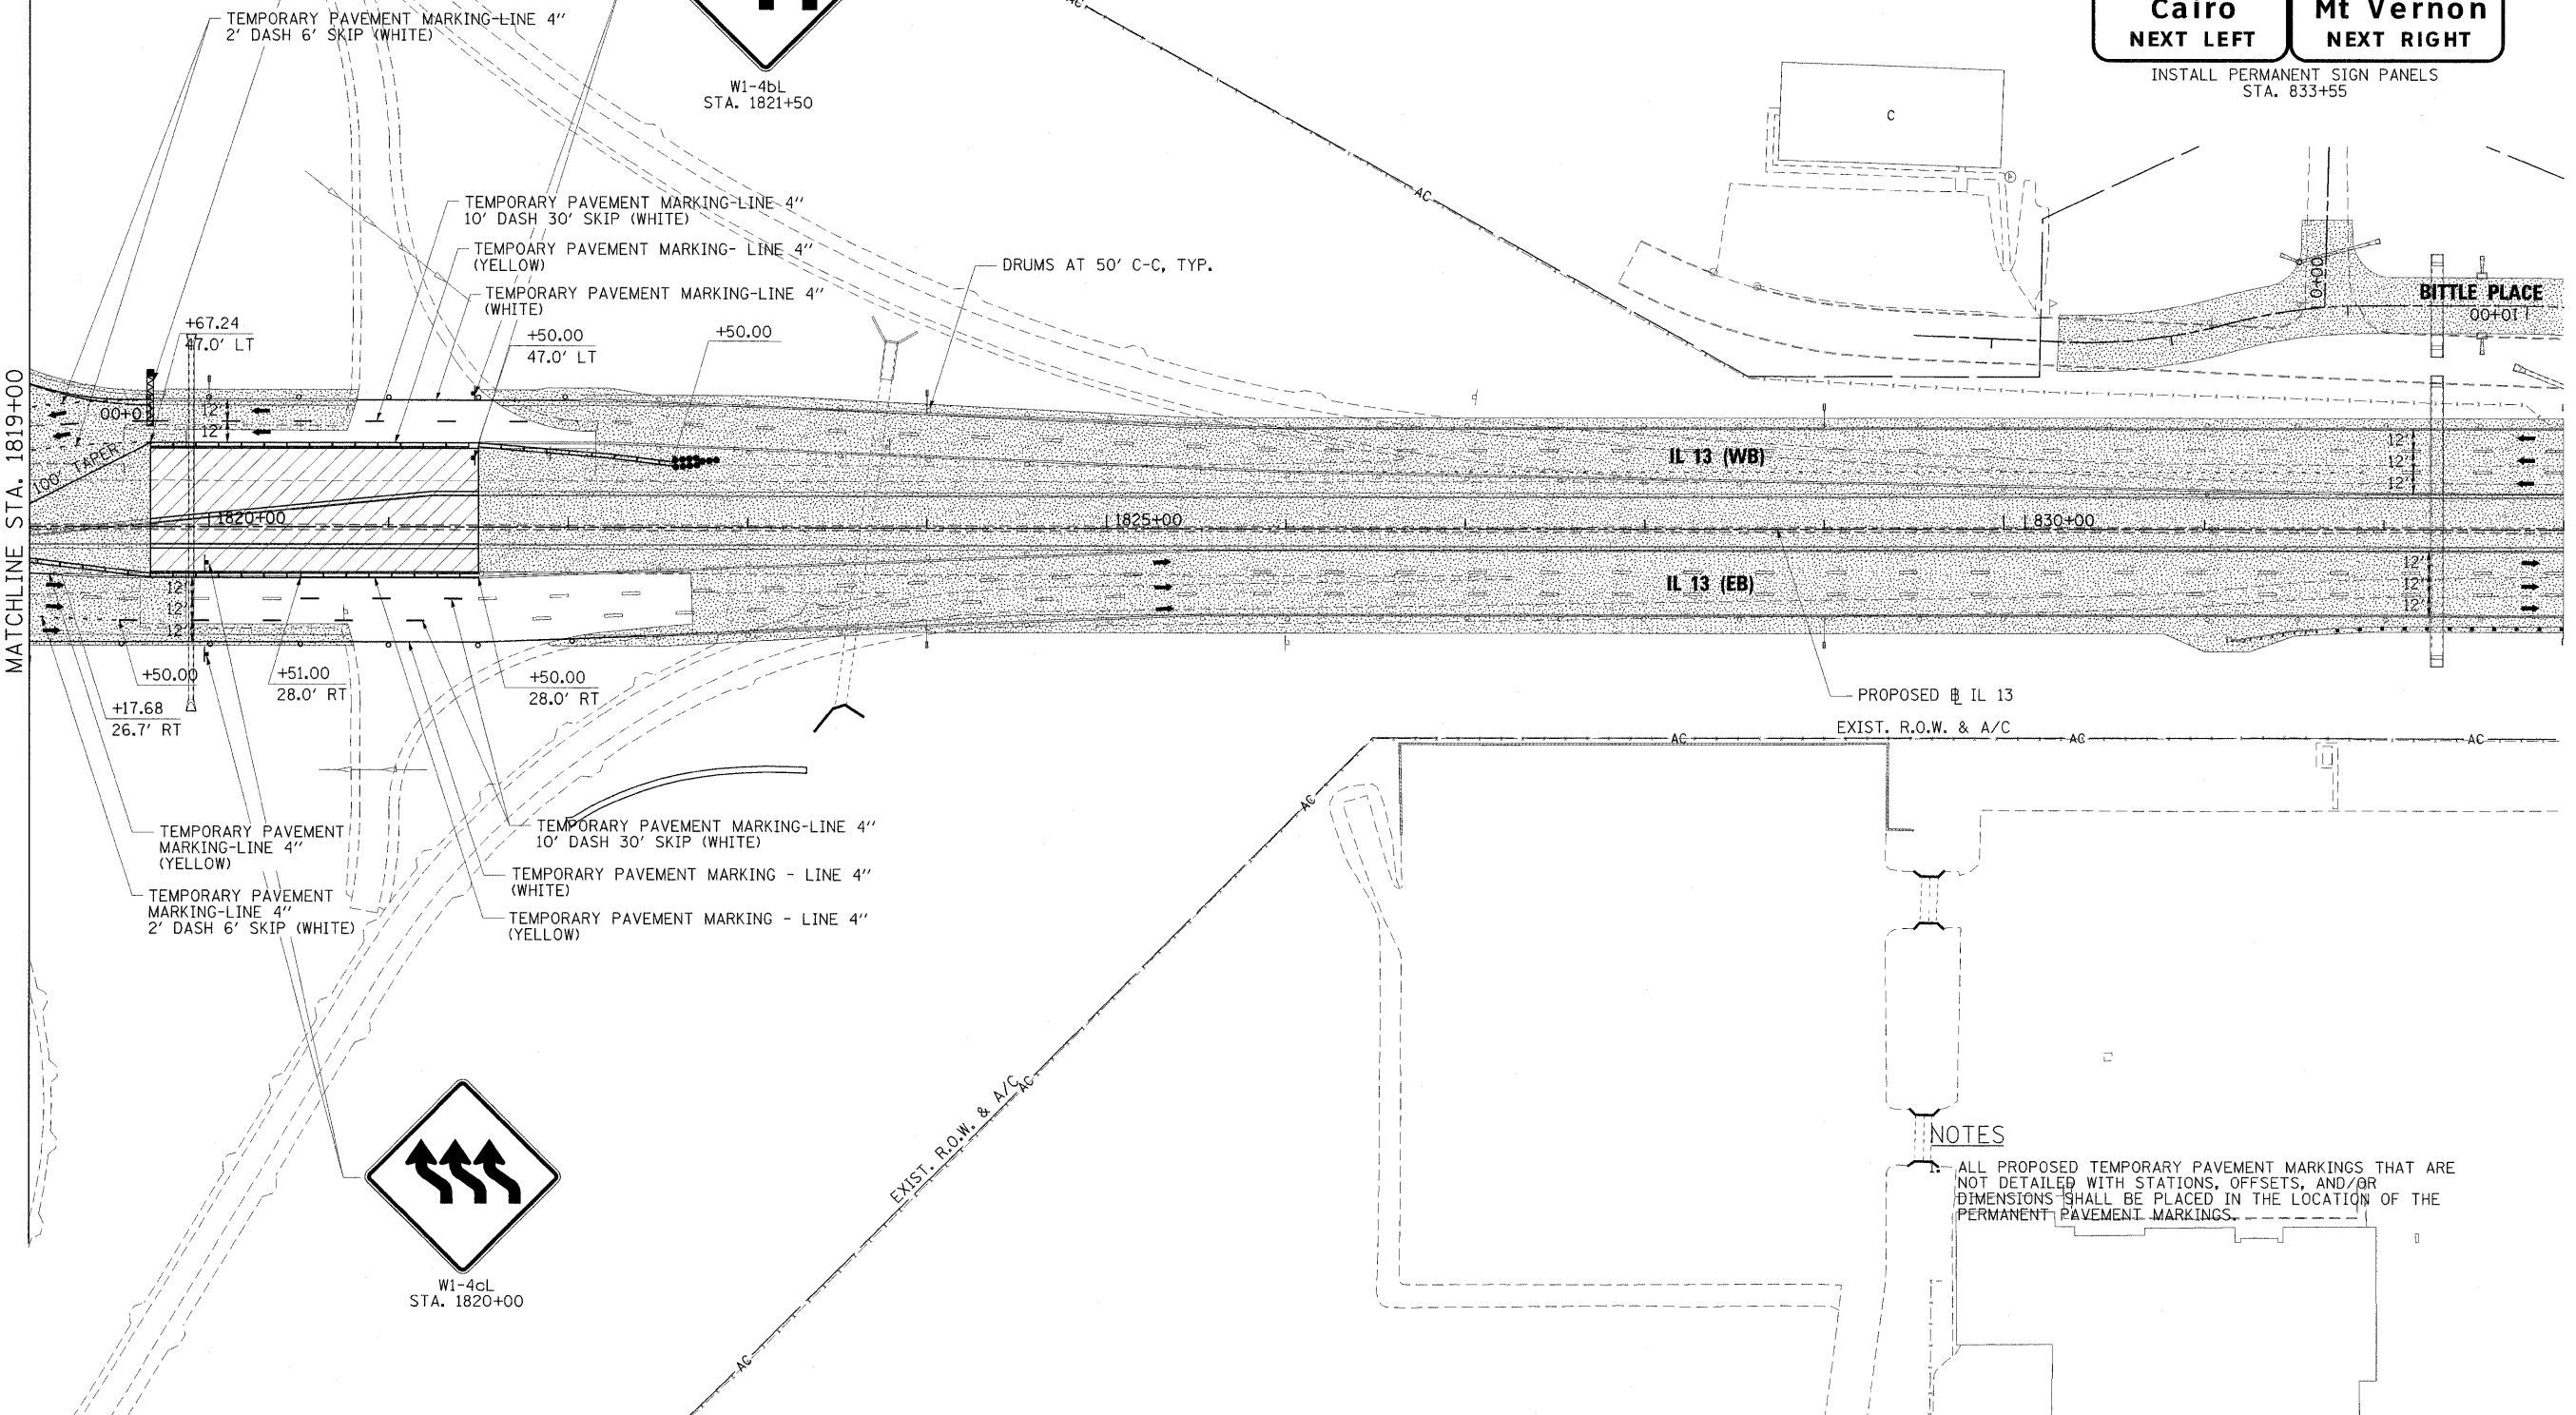 TEMPORARY PAVEMENT MARKING-LINE 4"
2' DASH 6' SKIP (WHITE)
W1-4bL
STA. 1821+50
Cairo
NEXT LEFT
Mt Vernon
NEXT RIGHT
INSTALL PERMANENT SIGN PANELS
STA. 833+55
C
AC
AC
TEMPORARY PAVEMENT MARKING-LINE 4"
10' DASH 30' SKIP (WHITE)
TEMPOARY PAVEMENT MARKING- LINE 4"
(YELLOW)
TEMPORARY PAVEMENT MARKING-LINE 4"
(WHITE)
DRUMS AT 50' C-C, TYP.
+67.24
47.0' LT
+50.00
47.0' LT
+50.00
BITTLE PLACE
MATCHLINE STA. 1819+00
100' TAPER
12'
12'
1820+00
1825+00
830+00
IL 13 (WB)
12'
12'
12'
IL 13 (EB)
12'
12'
12'
12'
12'
12'
+50.00
+17.68
26.7' RT
+51.00
28.0' RT
+50.00
28.0' RT
PROPOSED ℄ IL 13
EXIST. R.O.W. & A/C
AC
AC
AC
AC
TEMPORARY PAVEMENT
MARKING-LINE 4"
(YELLOW)
TEMPORARY PAVEMENT
MARKING-LINE 4"
2' DASH 6' SKIP (WHITE)
TEMPORARY PAVEMENT MARKING-LINE 4"
10' DASH 30' SKIP (WHITE)
TEMPORARY PAVEMENT MARKING - LINE 4"
(WHITE)
TEMPORARY PAVEMENT MARKING - LINE 4"
(YELLOW)
EXIST. R.O.W. & A/C
AC
AC
W1-4cL
STA. 1820+00
NOTES
1. ALL PROPOSED TEMPORARY PAVEMENT MARKINGS THAT ARE
NOT DETAILED WITH STATIONS, OFFSETS, AND/OR
DIMENSIONS SHALL BE PLACED IN THE LOCATION OF THE
PERMANENT PAVEMENT MARKINGS.